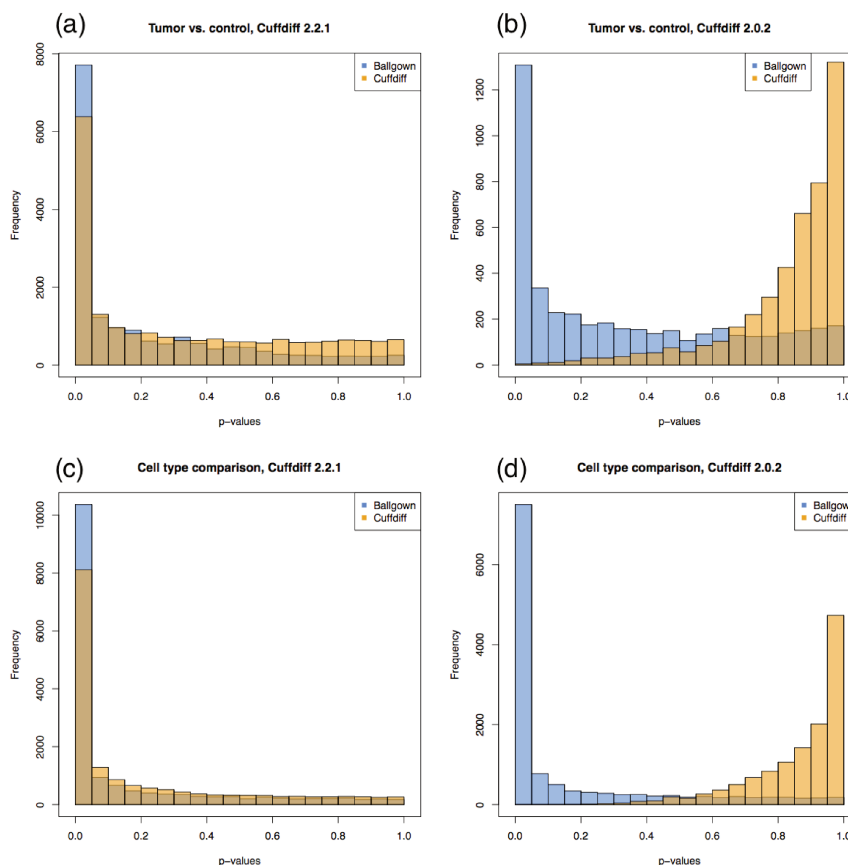 (a)
Tumor vs. control, Cuffdiff 2.2.1
Ballgown
Cuffdiff
Frequency
8000
6000
4000
2000
0
0.0 0.2 0.4 0.6 0.8 1.0
p−values
(b)
Tumor vs. control, Cuffdiff 2.0.2
Ballgown
Cuffdiff
Frequency
1200
1000
800
600
400
200
0
0.0 0.2 0.4 0.6 0.8 1.0
p−values
(c)
Cell type comparison, Cuffdiff 2.2.1
Ballgown
Cuffdiff
Frequency
10000
8000
6000
4000
2000
0
0.0 0.2 0.4 0.6 0.8 1.0
p−values
(d)
Cell type comparison, Cuffdiff 2.0.2
Ballgown
Cuffdiff
Frequency
6000
4000
2000
0
0.0 0.2 0.4 0.6 0.8 1.0
p−values